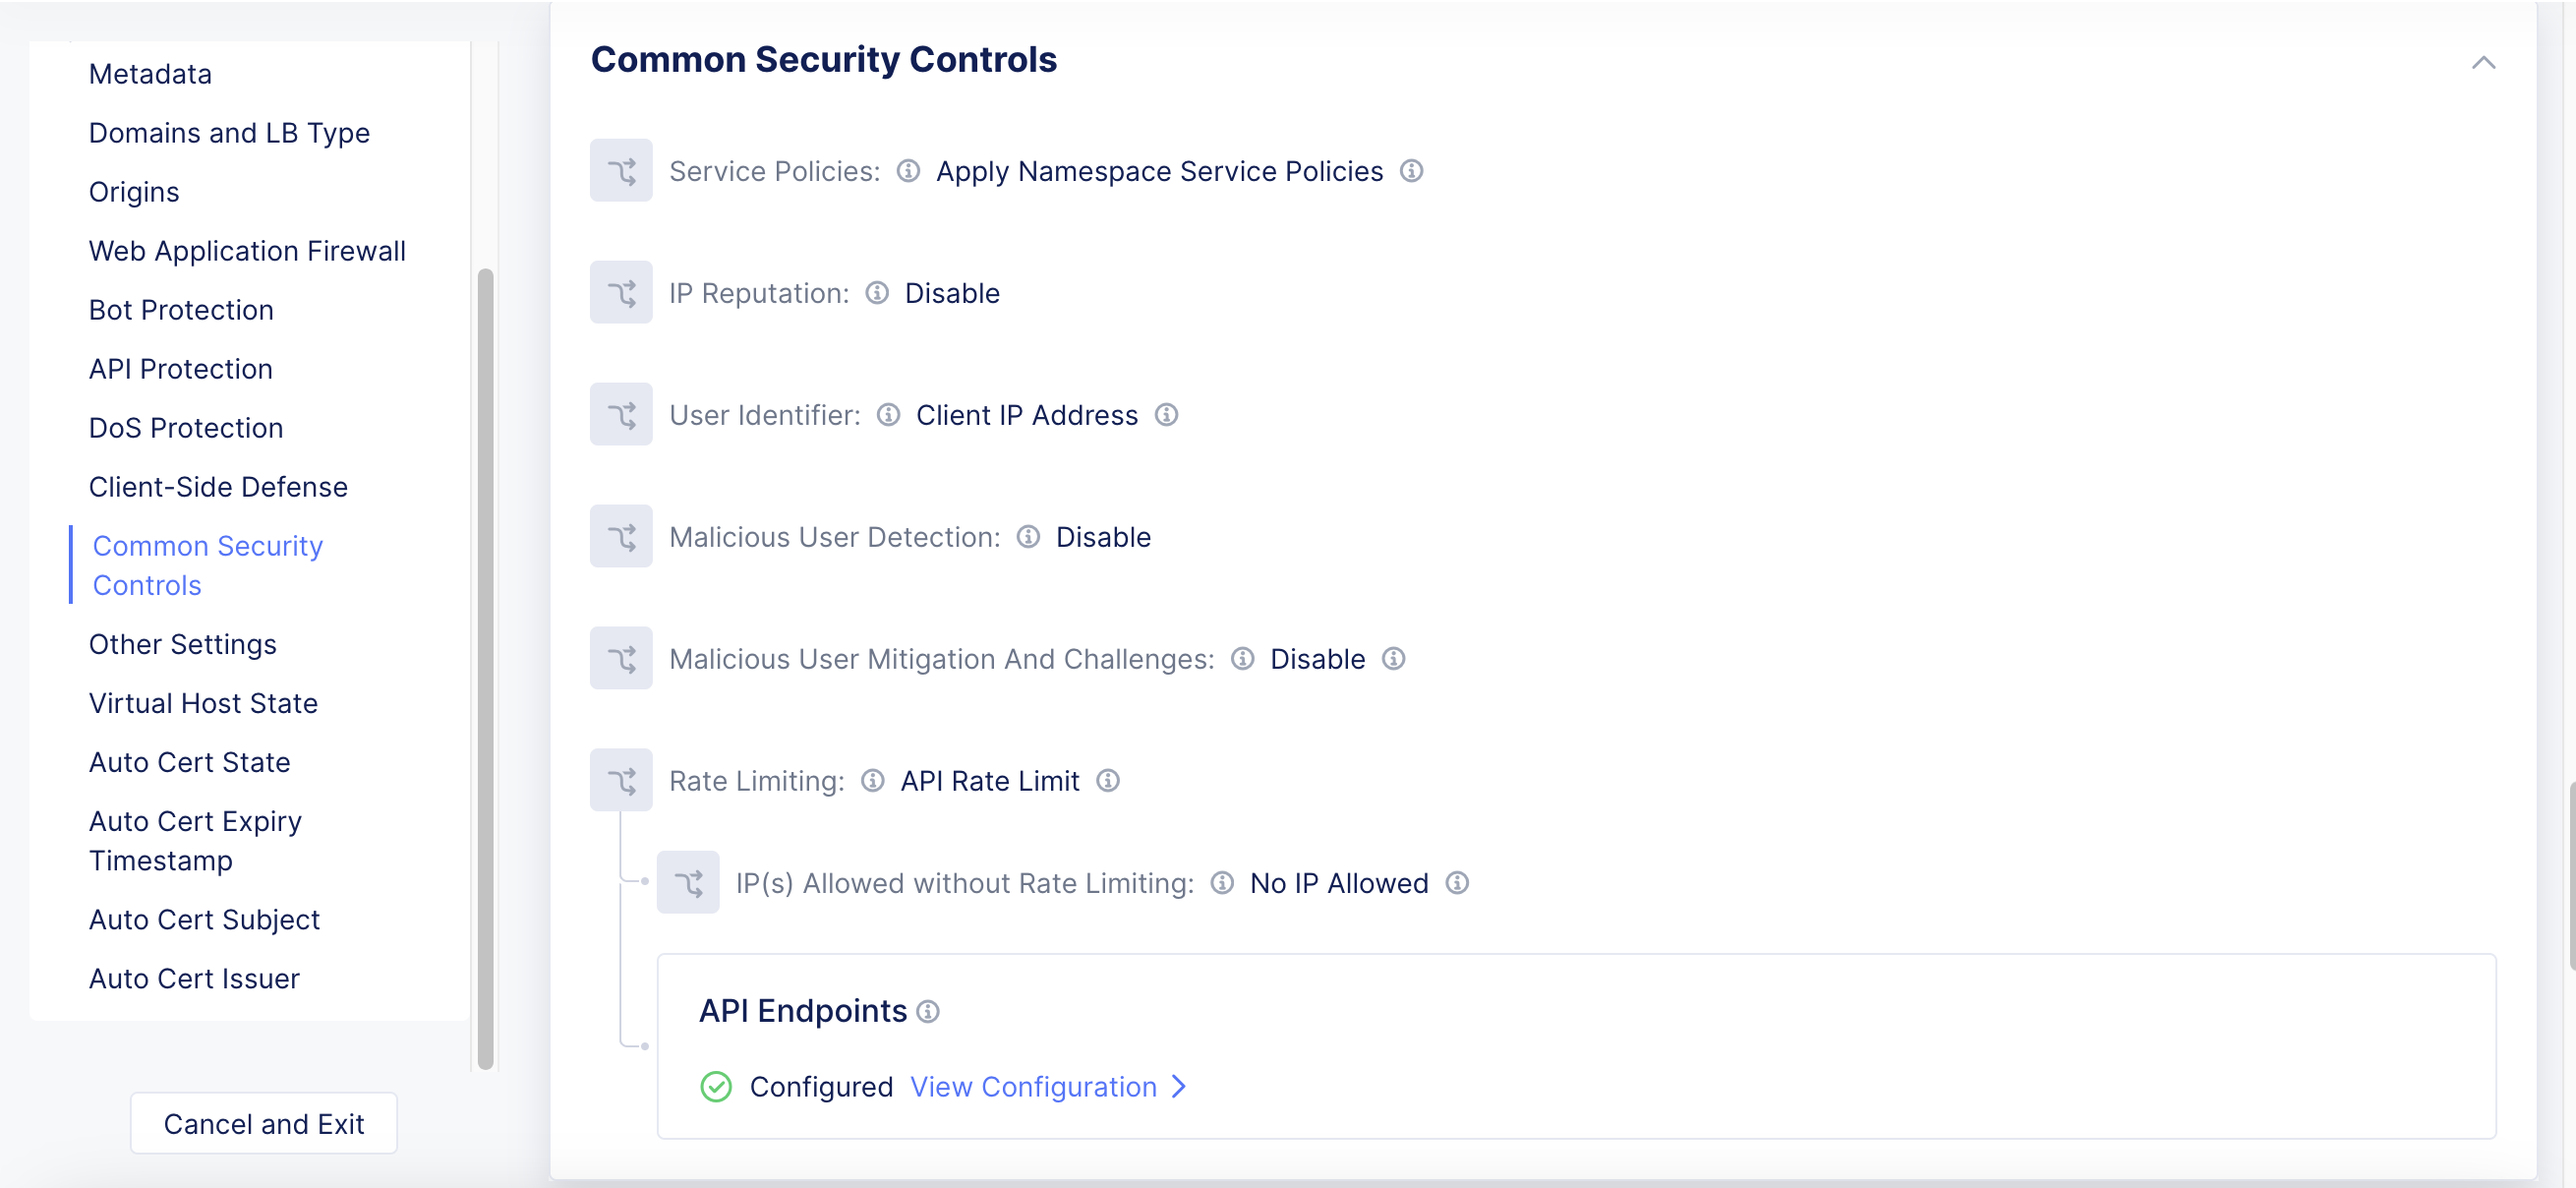 Metadata
Domains and LB Type
Origins
Web Application Firewall
Bot Protection
API Protection
DoS Protection
Client-Side Defense
Common Security
Controls
Other Settings
Virtual Host State
Auto Cert State
Auto Cert Expiry
Timestamp
Auto Cert Subject
Auto Cert Issuer
Cancel and Exit
Common Security Controls
Service Policies: Apply Namespace Service Policies
IP Reputation: Disable
User Identifier: Client IP Address
Malicious User Detection: Disable
Malicious User Mitigation And Challenges: Disable
Rate Limiting: API Rate Limit
IP(s) Allowed without Rate Limiting: No IP Allowed
API Endpoints
Configured View Configuration